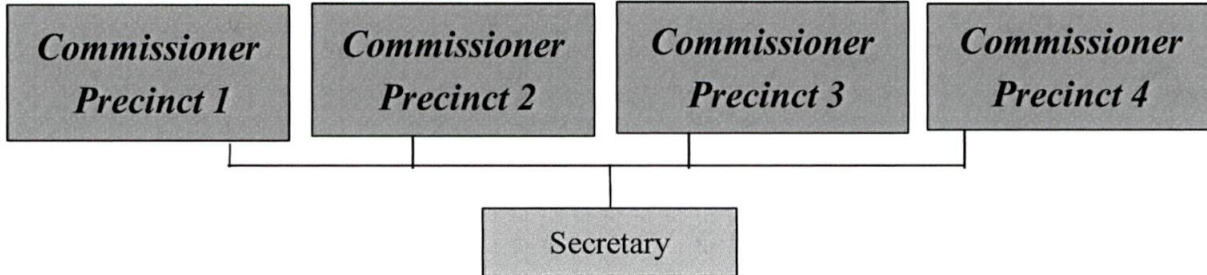 Commissioner
Precinct 1
Commissioner
Precinct 2
Commissioner
Precinct 3
Commissioner
Precinct 4
Secretary